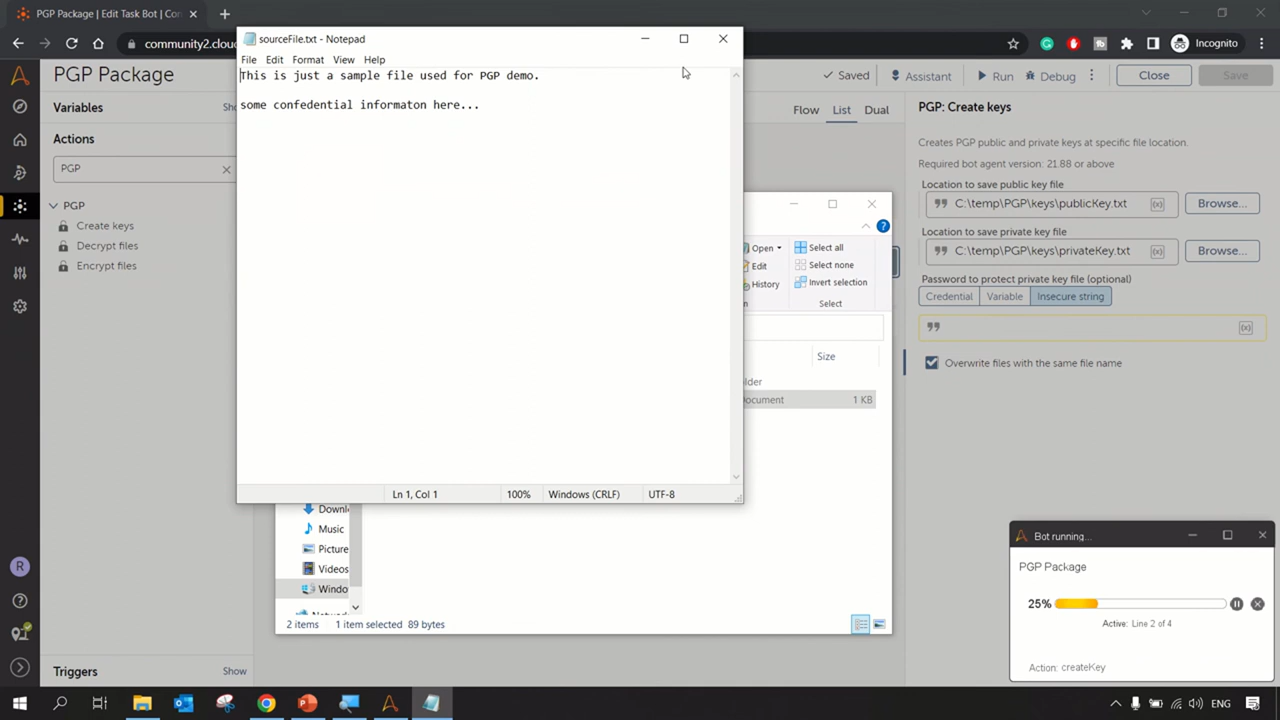 PGP Package | Edit Task Bot | Con
community2.cloud
Incognito
sourceFile.txt - Notepad
File Edit Format View Help
This is just a sample file used for PGP demo.
some confedential informaton here...
Ln 1, Col 1 100% Windows (CRLF) UTF-8
PGP Package
Variables Show
Actions
PGP
PGP
Create keys
Decrypt files
Encrypt files
Triggers Show
Saved Assistant Run Debug Close Save
Flow List Dual
PGP: Create keys
Creates PGP public and private keys at specific file location.
Required bot agent version: 21.88 or above
Location to save public key file
C:\temp\PGP\keys\publicKey.txt (x) Browse...
Location to save private key file
C:\temp\PGP\keys\privateKey.txt (x) Browse...
Password to protect private key file (optional)
Credential Variable Insecure string
(x)
Overwrite files with the same file name
Open Select all
Edit Select none
History Invert selection
Select
Size
older
Document 1 KB
Downl
Music
Picture
Videos
Windo
2 items 1 item selected 89 bytes
Bot running...
PGP Package
25%
Active: Line 2 of 4
Action: createKey
R
ENG